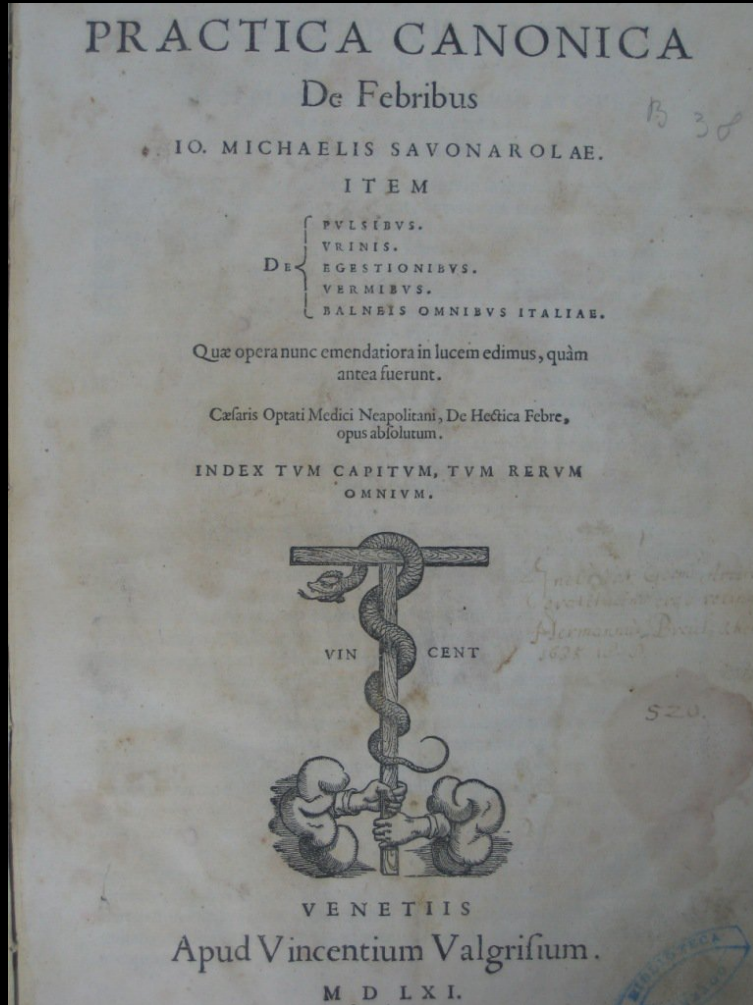 PRACTICA CANONICA
De Febribus
B 38
IO. MICHAELIS SAVONAROLAE.
ITEM
DE
PVLSIBVS.
VRINIS.
EGESTIONIBVS.
VERMIBVS.
BALNEIS OMNIBVS ITALIAE.
Quæ opera nunc emendatiora in lucem edimus, quàm
antea fuerunt.
Cæſaris Optati Medici Neapolitani, De Hectica Febre,
opus abſolutum.
INDEX TVM CAPITVM, TVM RERVM
OMNIVM.
VIN CENT
Hermannus
520.
VENETIIS
Apud Vincentium Valgriſium.
M D LXI.
BIBLIOTECA